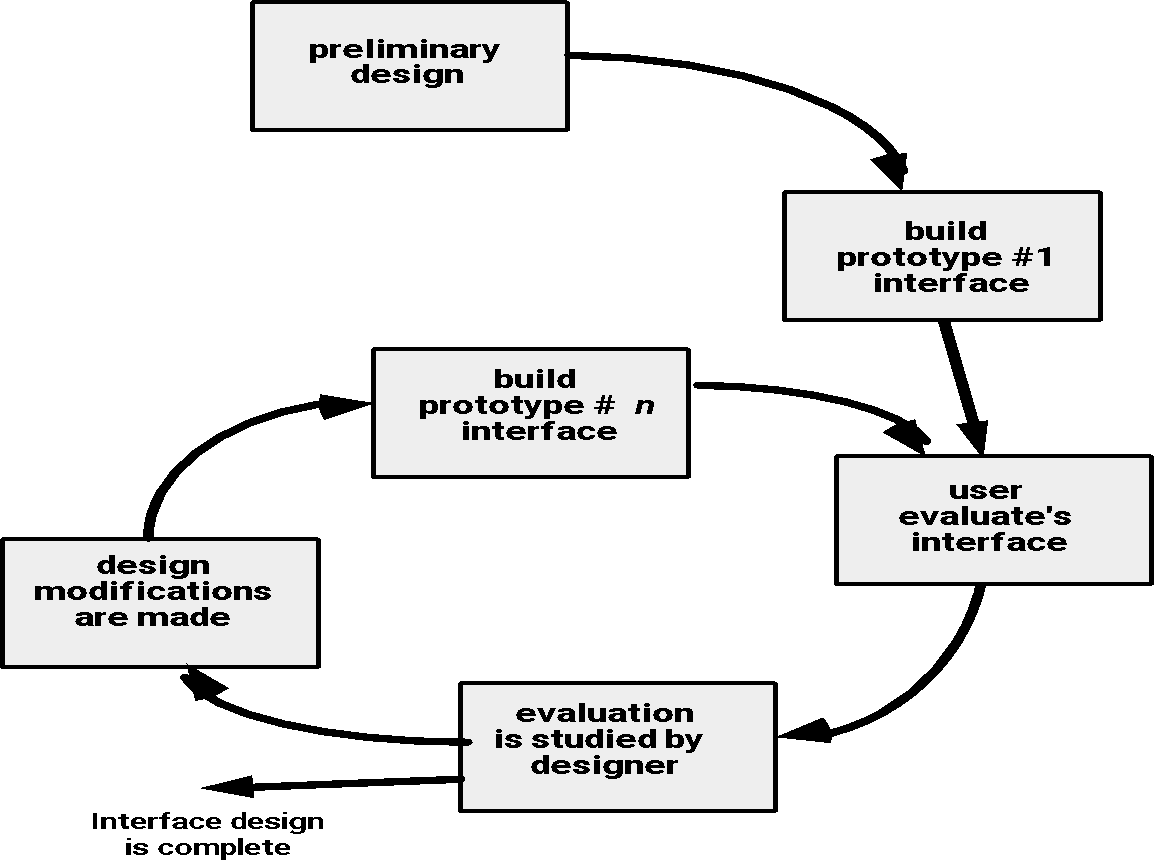 preliminary
design
build
prototype #1
interface
build
prototype # n
interface
user
evaluate's
interface
design
modifications
are made
evaluation
is studied by
designer
Interface design
is complete